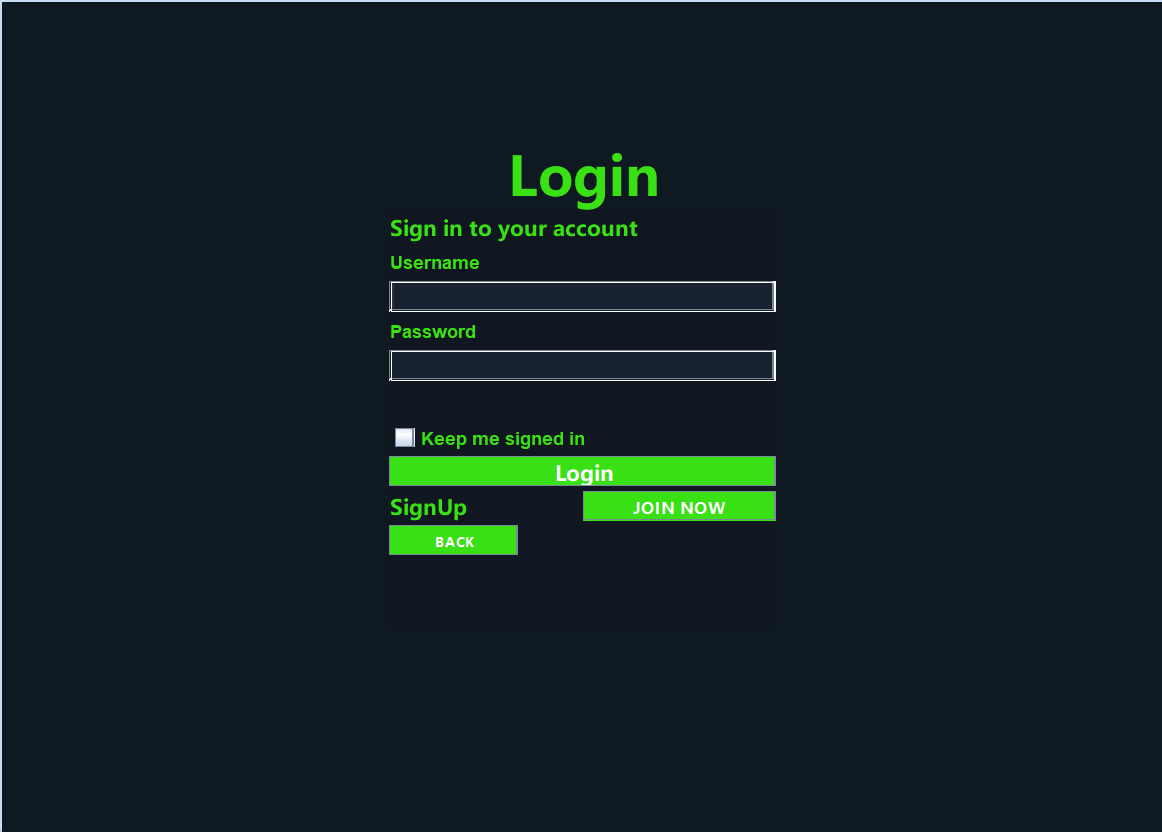 Login
Sign in to your account
Username
Password
Keep me signed in
Login
SignUp JOIN NOW
BACK